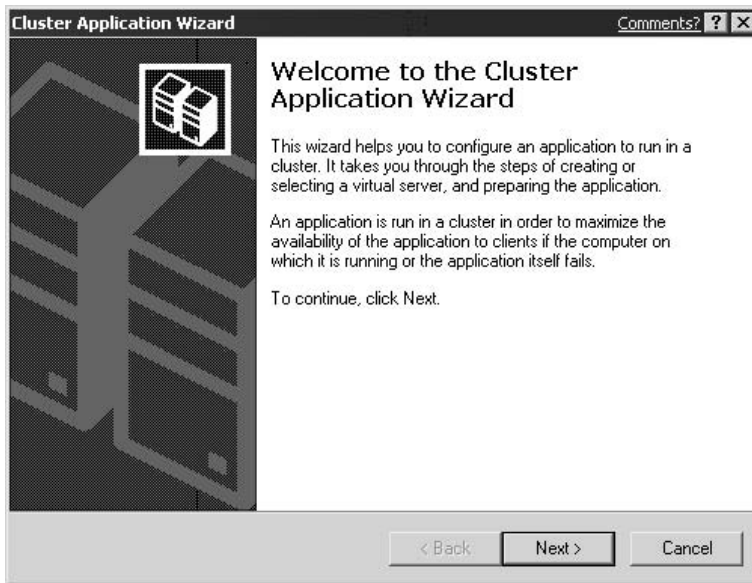 Cluster Application Wizard Comments? ? X
Welcome to the Cluster
Application Wizard
This wizard helps you to configure an application to run in a
cluster. It takes you through the steps of creating or
selecting a virtual server, and preparing the application.
An application is run in a cluster in order to maximize the
availability of the application to clients if the computer on
which it is running or the application itself fails.
To continue, click Next.
< Back Next > Cancel